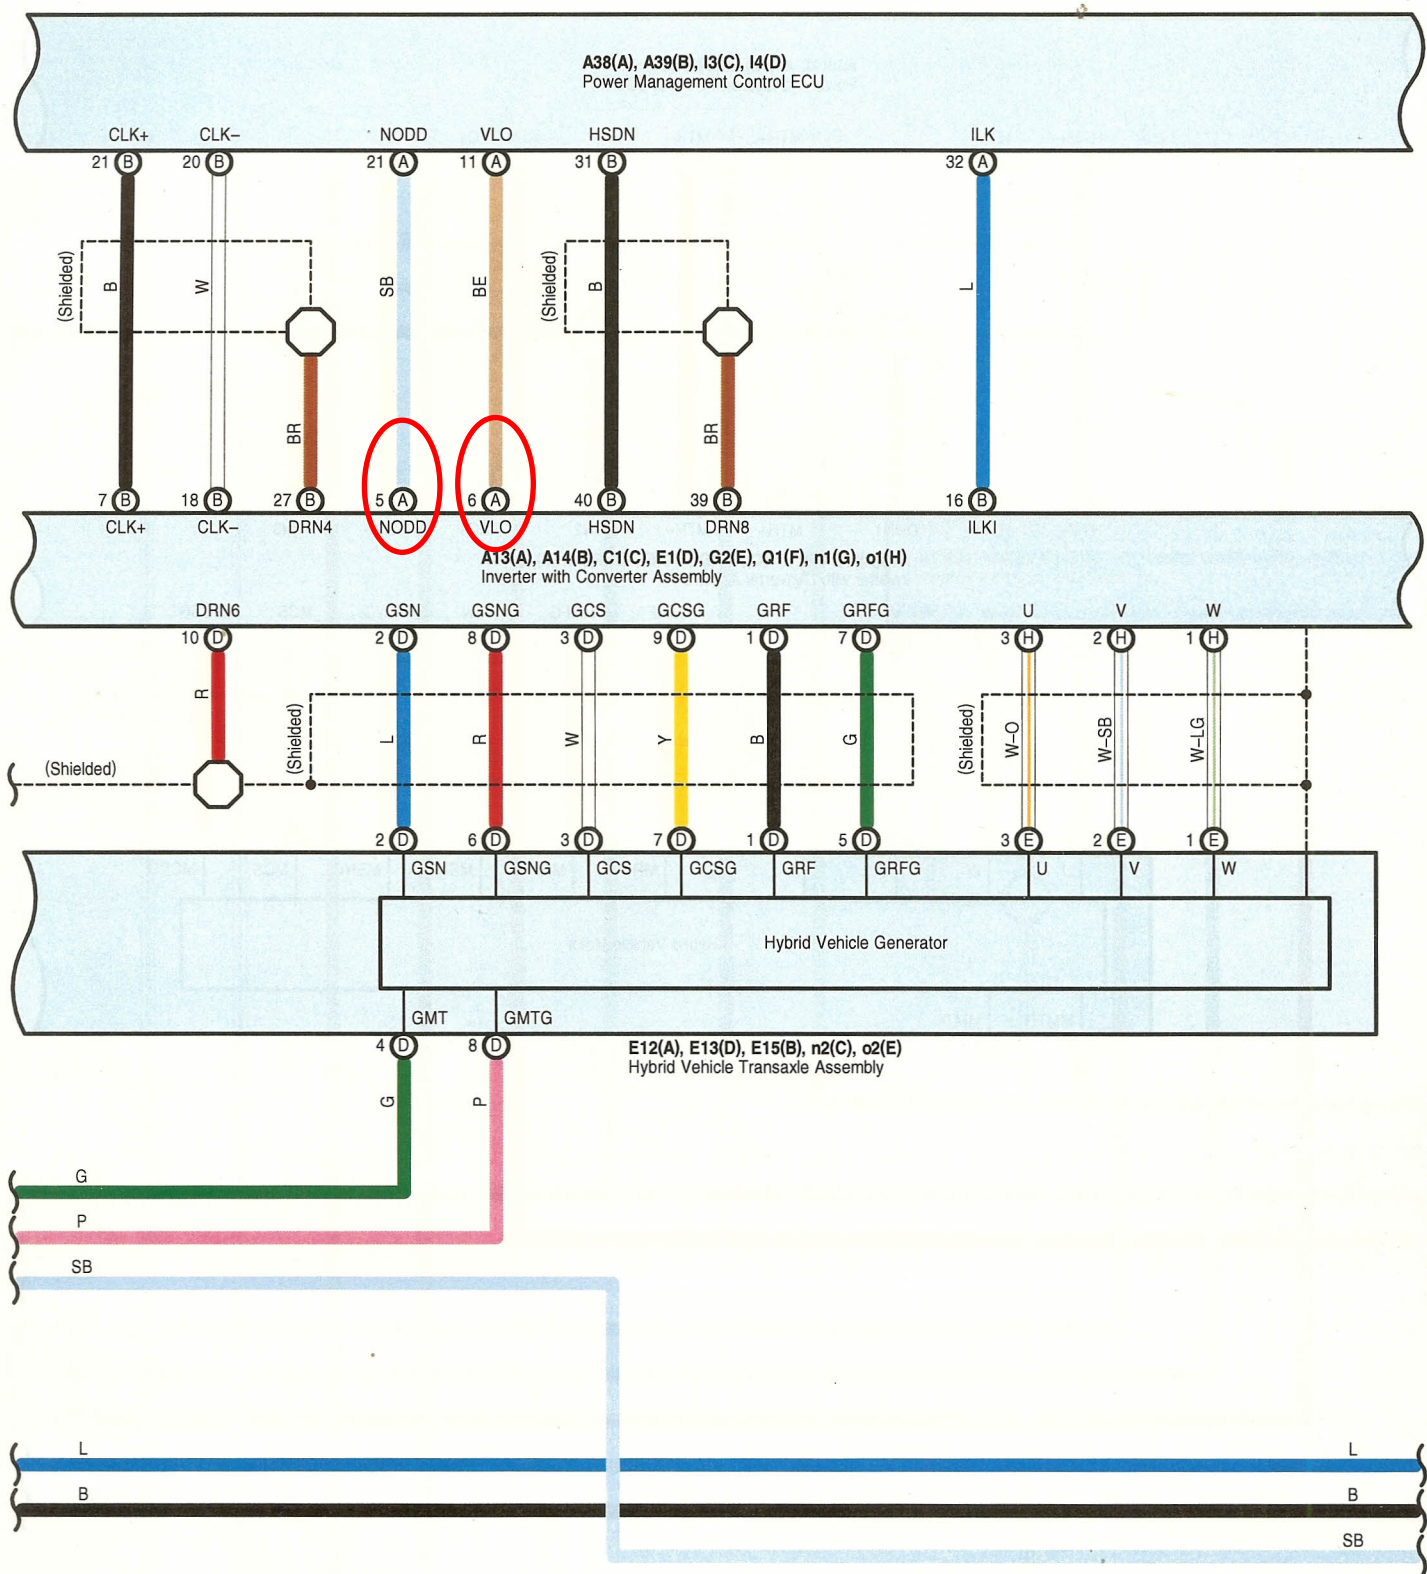 A38(A), A39(B), I3(C), I4(D)
Power Management Control ECU
CLK+ CLK– NODD VLO HSDN ILK
21 B 20 B 21 A 11 A 31 B 32 A
(Shielded) B W SB BE (Shielded) B L
BR BR
7 B 18 B 27 B 5 A 6 A 40 B 39 B 16 B
CLK+ CLK– DRN4 NODD VLO HSDN DRN8 ILKI
A13(A), A14(B), C1(C), E1(D), G2(E), Q1(F), n1(G), o1(H)
Inverter with Converter Assembly
DRN6 GSN GSNG GCS GCSG GRF GRFG U V W
10 D 2 D 8 D 3 D 9 D 1 D 7 D 3 H 2 H 1 H
R (Shielded) L R W Y B G (Shielded) W–O W–SB W–LG
(Shielded)
2 D 6 D 3 D 7 D 1 D 5 D 3 E 2 E 1 E
GSN GSNG GCS GCSG GRF GRFG U V W
Hybrid Vehicle Generator
GMT GMTG
4 D 8 D
E12(A), E13(D), E15(B), n2(C), o2(E)
Hybrid Vehicle Transaxle Assembly
G P
G
P
SB
L L
B B
SB